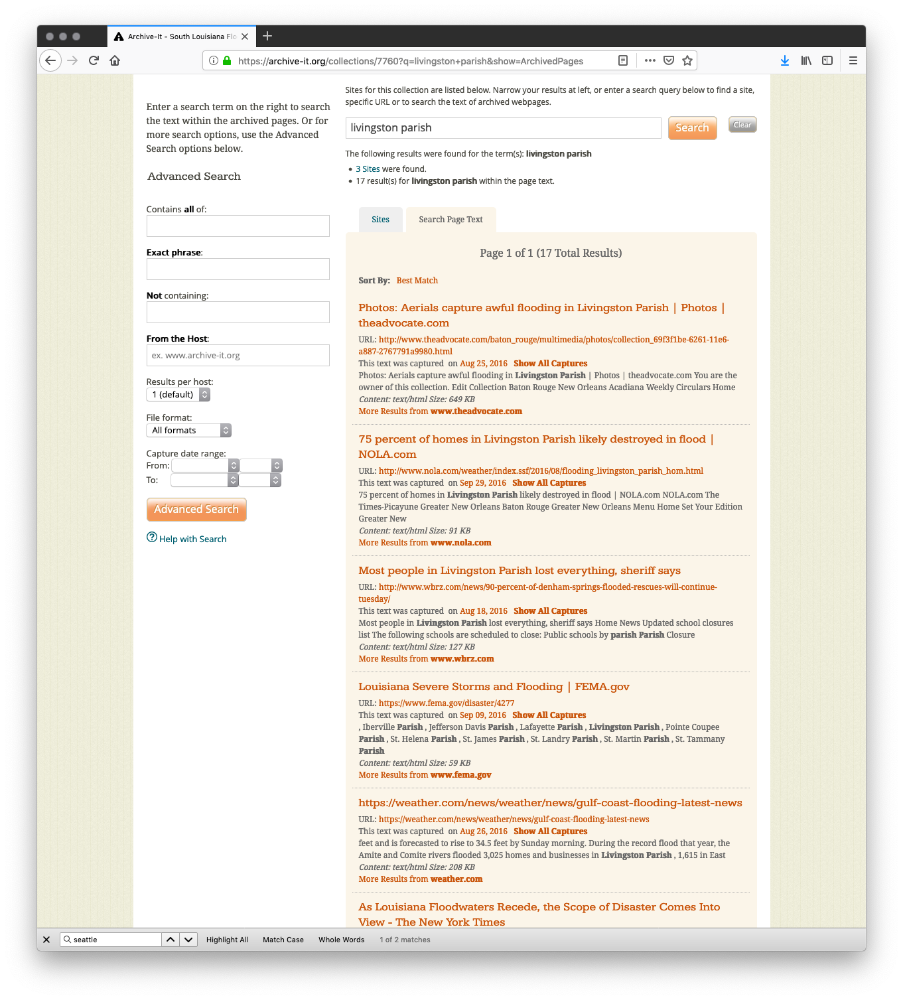 Archive-It - South Louisiana Flo
https://archive-it.org/collections/7760?q=livingston+parish&show=ArchivedPages
Enter a search term on the right to search
the text within the archived pages. Or for
more search options, use the Advanced
Search options below.
Advanced Search
Contains all of:
Exact phrase:
Not containing:
From the Host:
ex. www.archive-it.org
Results per host:
1 (default)
File format:
All formats
Capture date range:
From:
To:
Advanced Search
? Help with Search
Sites for this collection are listed below. Narrow your results at left, or enter a search query below to find a site,
specific URL or to search the text of archived webpages.
livingston parish
Search
Clear
The following results were found for the term(s): livingston parish
• 3 Sites were found.
• 17 result(s) for livingston parish within the page text.
Sites
Search Page Text
Page 1 of 1 (17 Total Results)
Sort By: Best Match
Photos: Aerials capture awful flooding in Livingston Parish | Photos |
theadvocate.com
URL: http://www.theadvocate.com/baton_rouge/multimedia/photos/collection_69f3f1be-6261-11e6-
a887-2767791a9980.html
This text was captured on Aug 25, 2016 Show All Captures
Photos: Aerials capture awful flooding in Livingston Parish | Photos | theadvocate.com You are the
owner of this collection. Edit Collection Baton Rouge New Orleans Acadiana Weekly Circulars Home
Content: text/html Size: 649 KB
More Results from www.theadvocate.com
75 percent of homes in Livingston Parish likely destroyed in flood |
NOLA.com
URL: http://www.nola.com/weather/index.ssf/2016/08/flooding_livingston_parish_hom.html
This text was captured on Sep 29, 2016 Show All Captures
75 percent of homes in Livingston Parish likely destroyed in flood | NOLA.com NOLA.com The
Times-Picayune Greater New Orleans Baton Rouge Greater New Orleans Menu Home Set Your Edition
Greater New
Content: text/html Size: 91 KB
More Results from www.nola.com
Most people in Livingston Parish lost everything, sheriff says
URL: http://www.wbrz.com/news/90-percent-of-denham-springs-flooded-rescues-will-continue-
tuesday/
This text was captured on Aug 18, 2016 Show All Captures
Most people in Livingston Parish lost everything, sheriff says Home News Updated school closures
list The following schools are scheduled to close: Public schools by parish Parish Closure
Content: text/html Size: 127 KB
More Results from www.wbrz.com
Louisiana Severe Storms and Flooding | FEMA.gov
URL: https://www.fema.gov/disaster/4277
This text was captured on Sep 09, 2016 Show All Captures
, Iberville Parish , Jefferson Davis Parish , Lafayette Parish , Livingston Parish , Pointe Coupee
Parish , St. Helena Parish , St. James Parish , St. Landry Parish , St. Martin Parish , St. Tammany
Parish
Content: text/html Size: 59 KB
More Results from www.fema.gov
https://weather.com/news/weather/news/gulf-coast-flooding-latest-news
URL: https://weather.com/news/weather/news/gulf-coast-flooding-latest-news
This text was captured on Aug 26, 2016 Show All Captures
feet and is forecasted to rise to 34.5 feet by Sunday morning. During the record flood that year, the
Amite and Comite rivers flooded 3,025 homes and businesses in Livingston Parish , 1,615 in East
Content: text/html Size: 208 KB
More Results from weather.com
As Louisiana Floodwaters Recede, the Scope of Disaster Comes Into
View - The New York Times
seattle
Highlight All
Match Case
Whole Words
1 of 2 matches